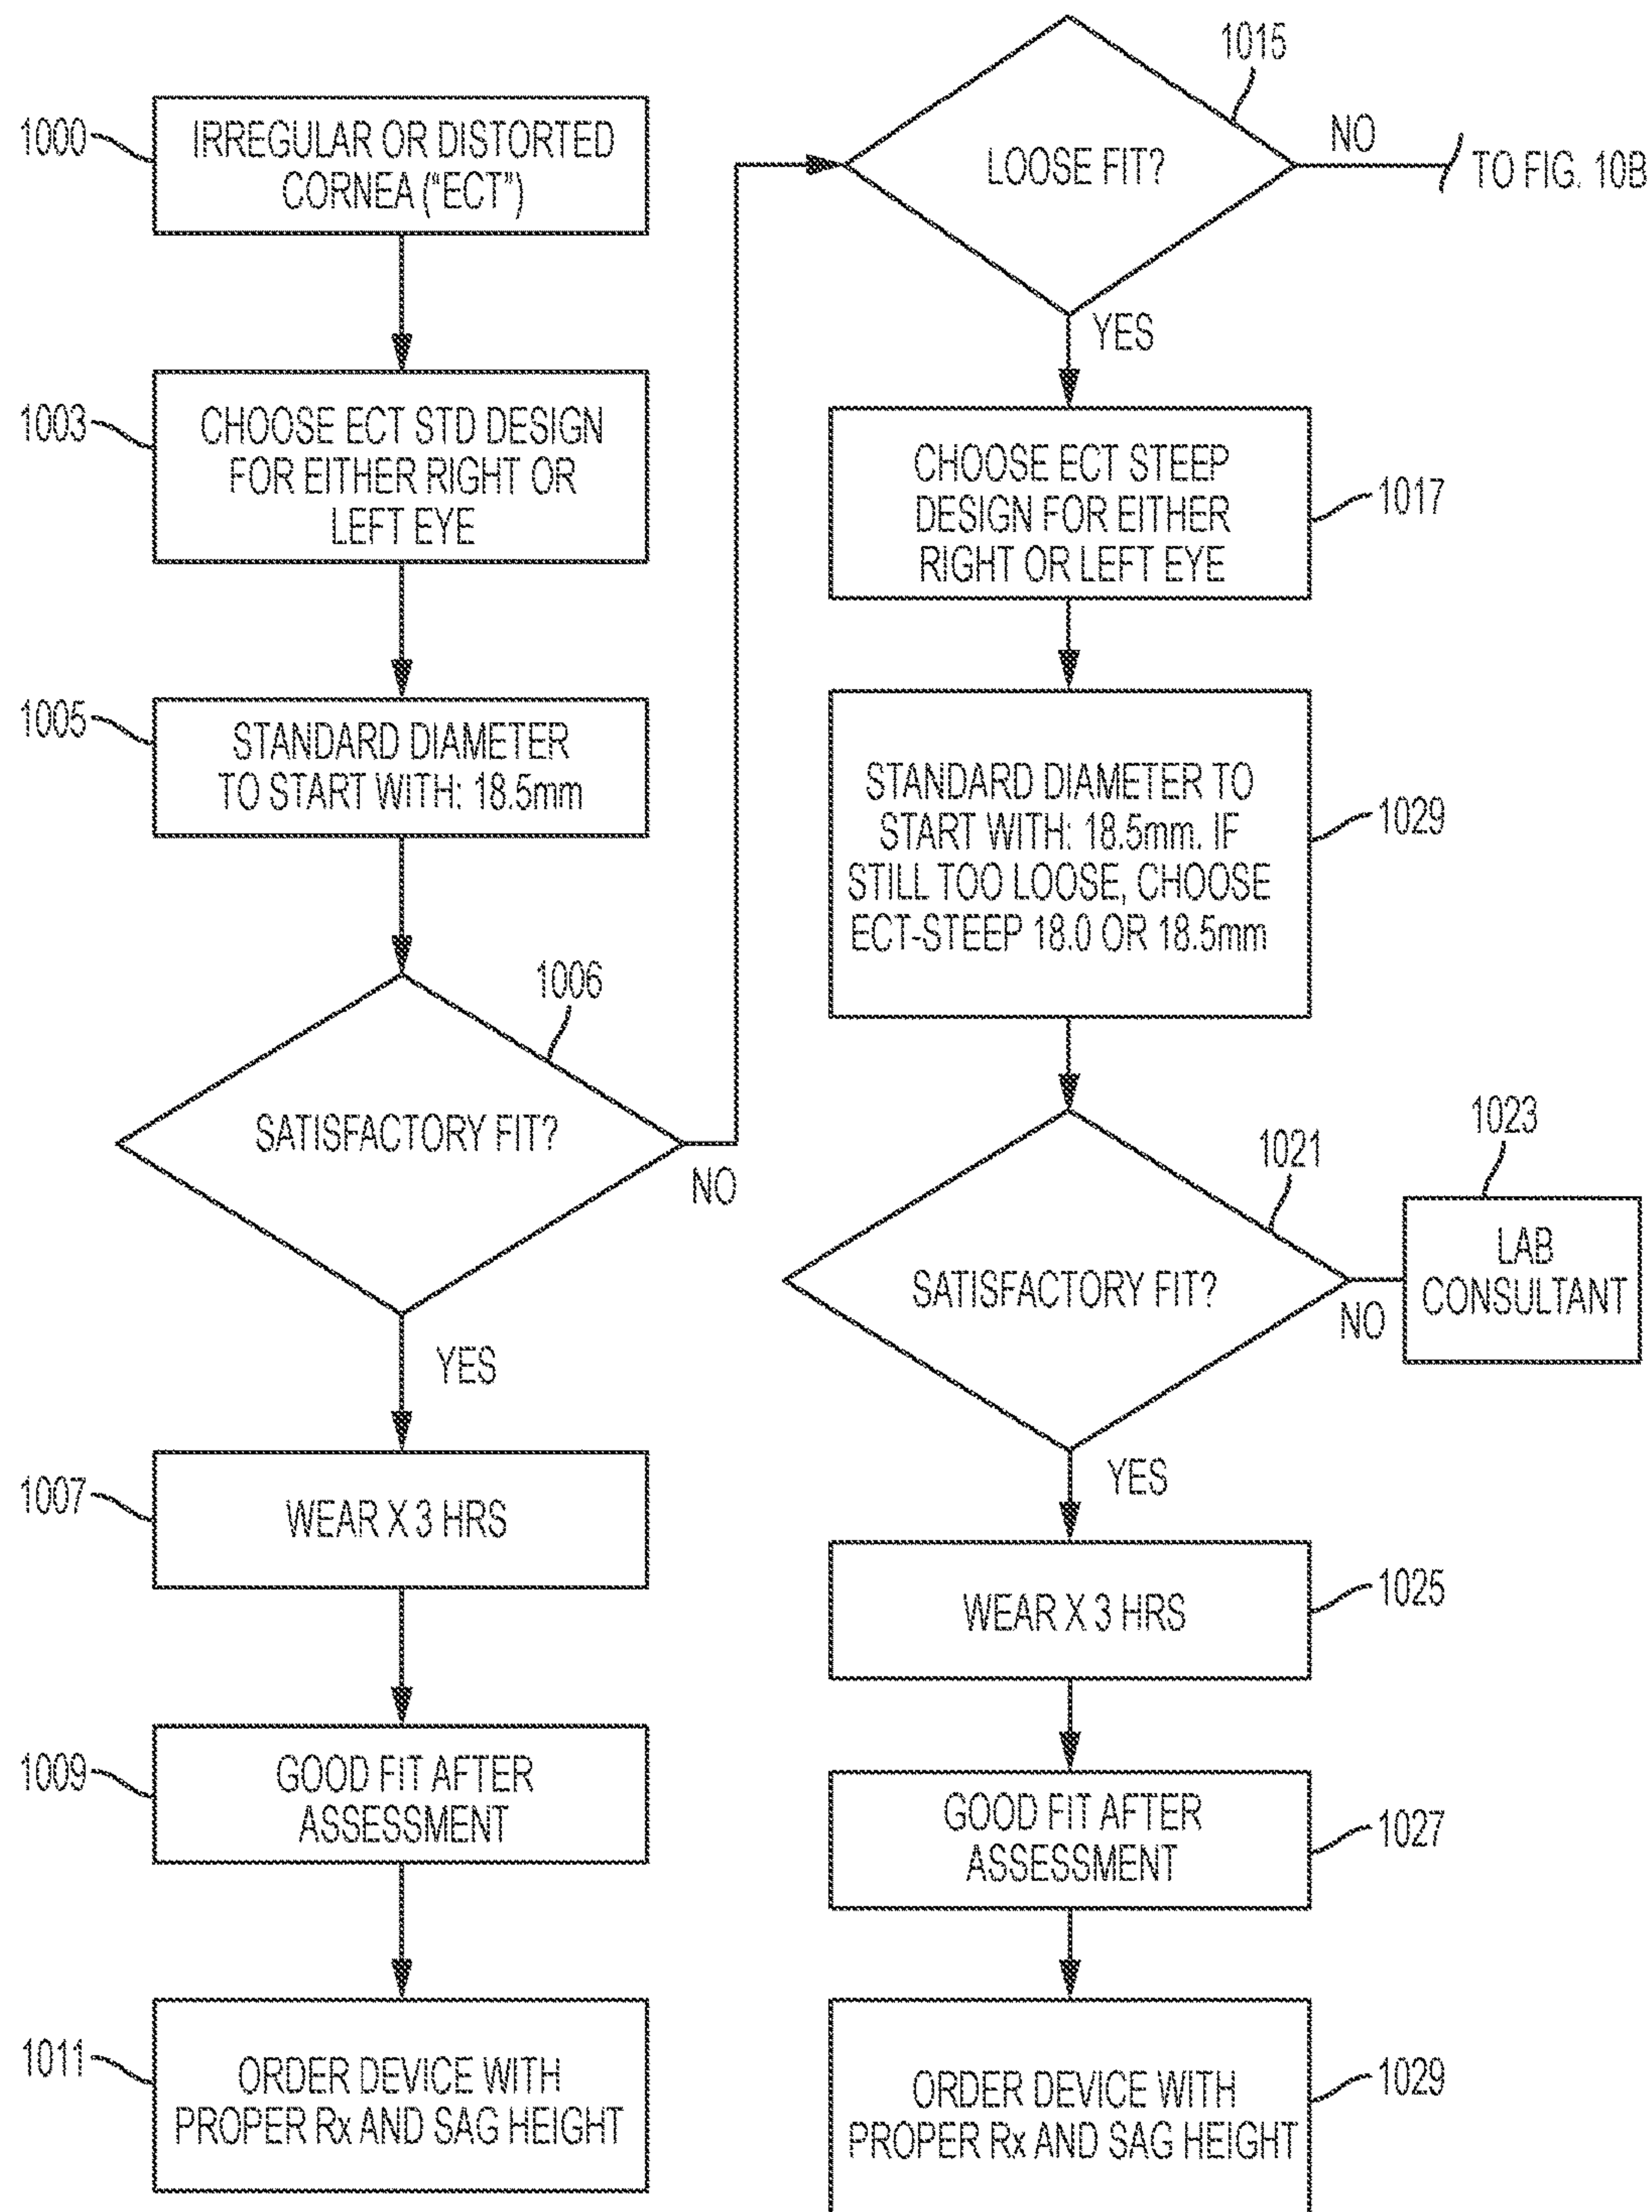 1000
IRREGULAR OR DISTORTED
CORNEA ("ECT")
1003
CHOOSE ECT STD DESIGN
FOR EITHER RIGHT OR
LEFT EYE
1005
STANDARD DIAMETER
TO START WITH: 18.5mm
1006
SATISFACTORY FIT?
NO
YES
1007
WEAR X 3 HRS
1009
GOOD FIT AFTER
ASSESSMENT
1011
ORDER DEVICE WITH
PROPER Rx AND SAG HEIGHT
1015
LOOSE FIT?
NO
TO FIG. 10B
YES
CHOOSE ECT STEEP
DESIGN FOR EITHER
RIGHT OR LEFT EYE
1017
STANDARD DIAMETER TO
START WITH: 18.5mm. IF
STILL TOO LOOSE, CHOOSE
ECT-STEEP 18.0 OR 18.5mm
1029
1021
SATISFACTORY FIT?
NO
1023
LAB
CONSULTANT
YES
WEAR X 3 HRS
1025
GOOD FIT AFTER
ASSESSMENT
1027
ORDER DEVICE WITH
PROPER Rx AND SAG HEIGHT
1029